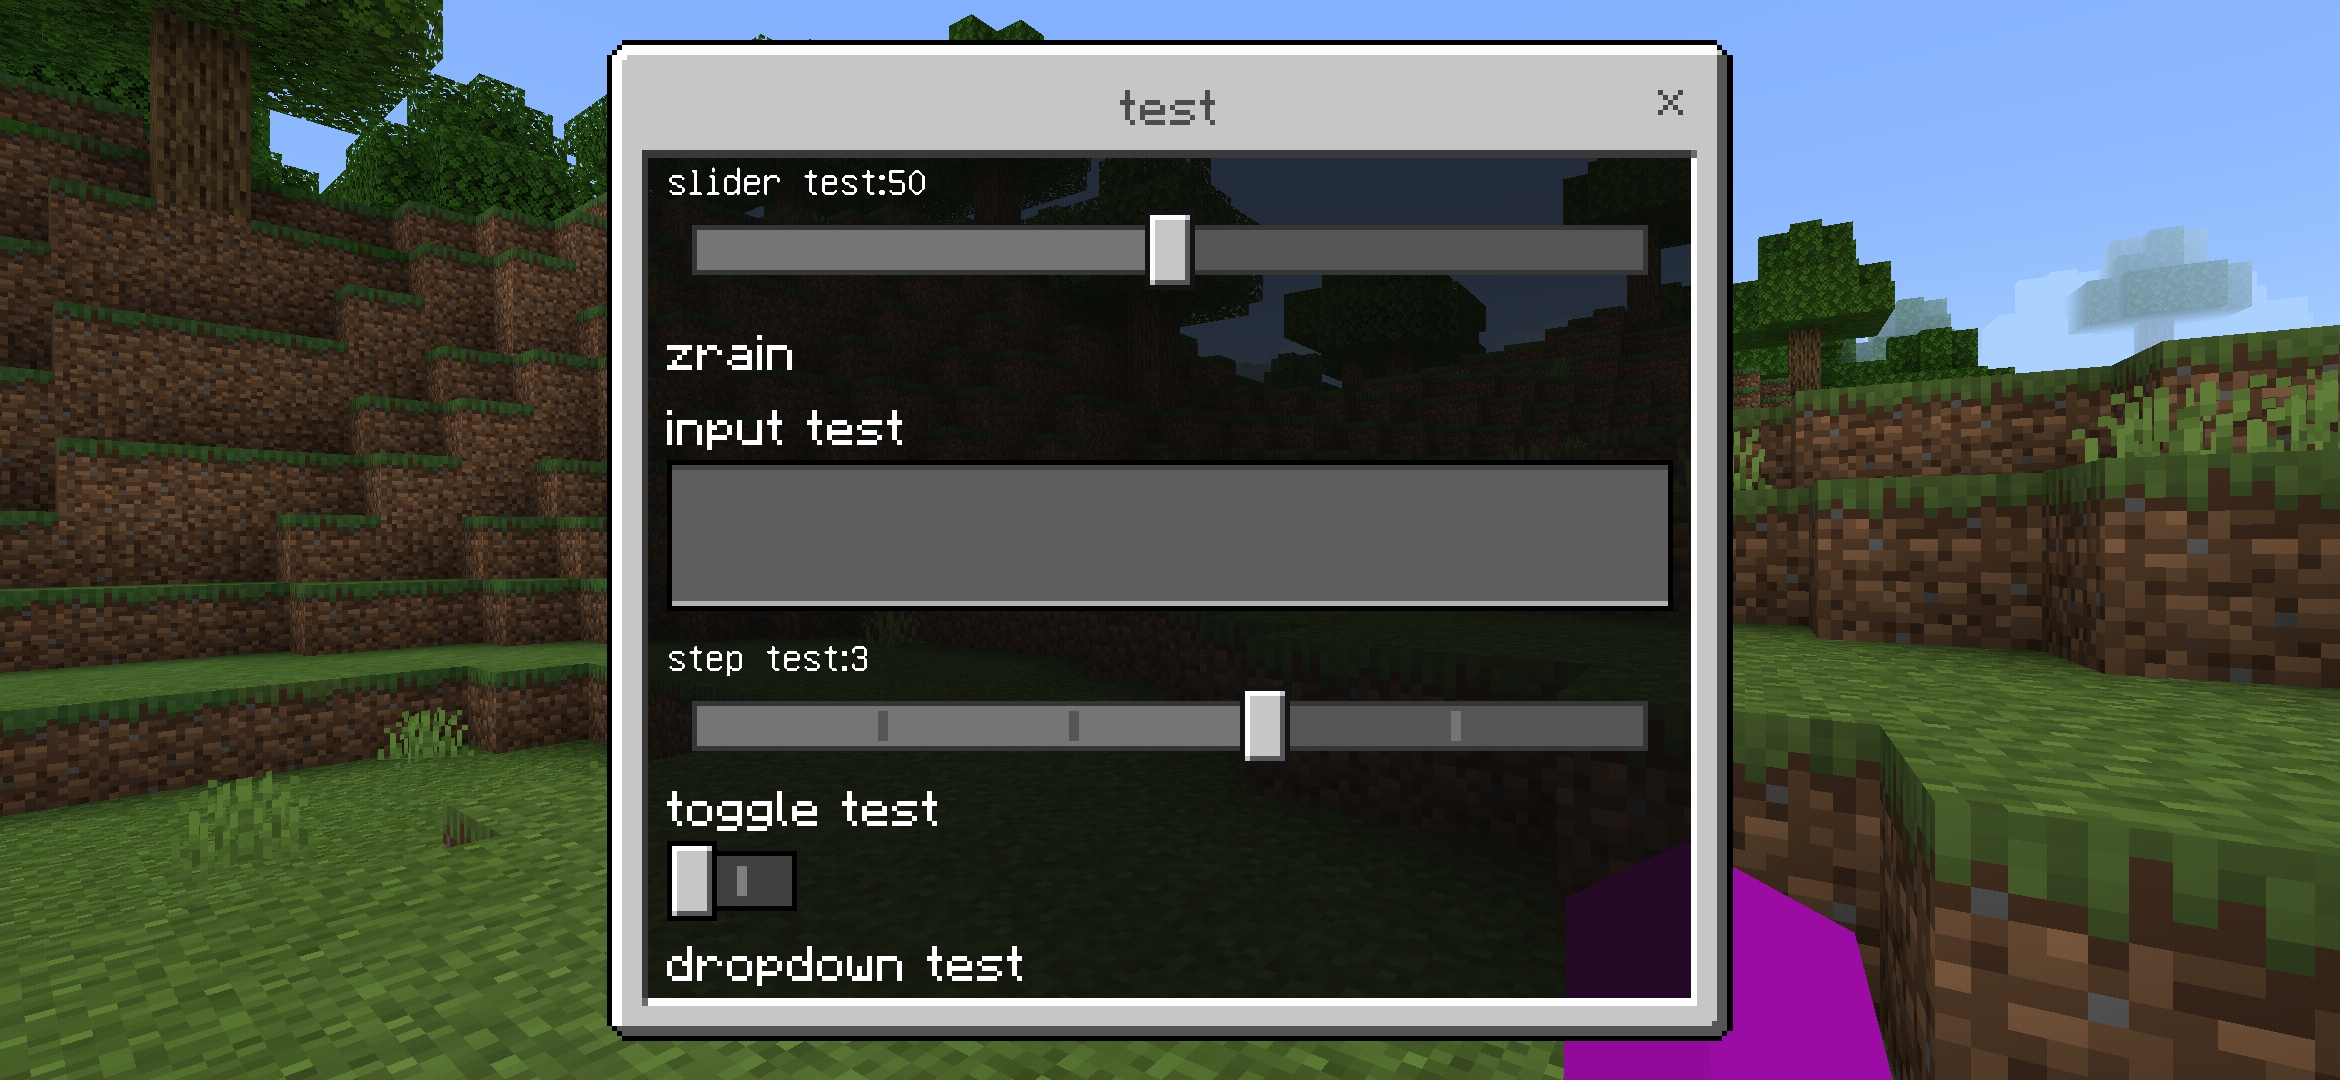 test
slider test:50
zrain
input test
step test:3
toggle test
dropdown test